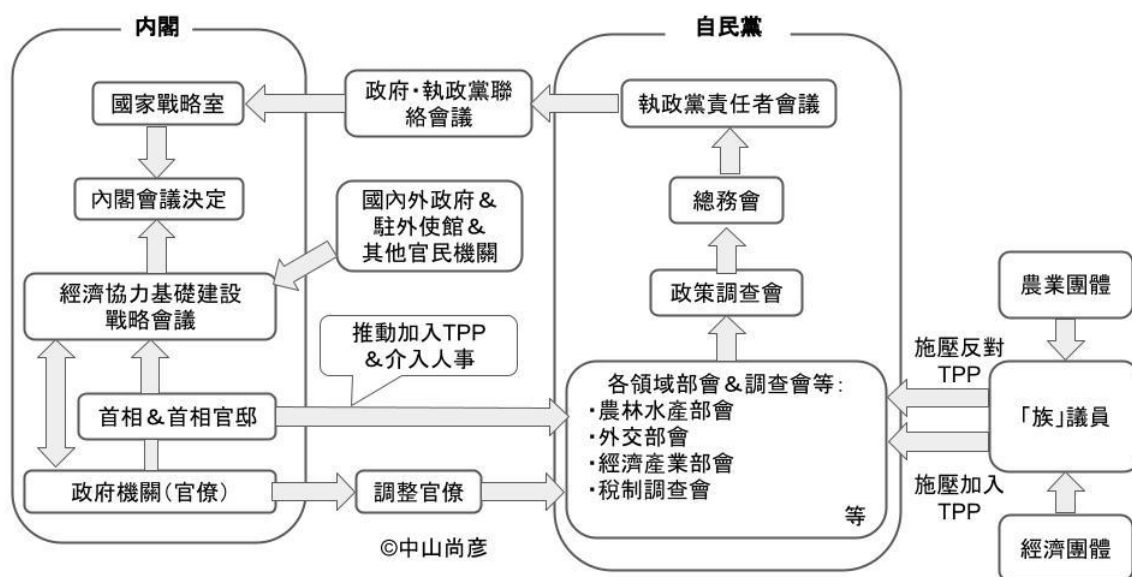 内閣
自民黨
國家戰略室
政府･執政黨聯
絡會議
執政黨責任者會議
內閣會議決定
國內外政府＆
駐外使館＆
其他官民機關
總務會
經濟協力基礎建設
戰略會議
政策調查會
農業團體
推動加入TPP
＆介入人事
施壓反對
TPP
首相＆首相官邸
各領域部會＆調查會等:
･農林水產部會
･外交部會
･經濟產業部會
･稅制調查會
等
「族」議員
政府機關(官僚)
調整官僚
施壓加入
TPP
經濟團體
©中山尚彦